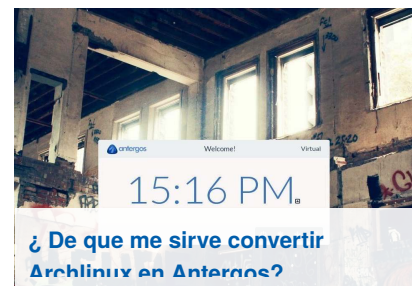 antergos Welcome! Virtual
15:16 PM
¿ De que me sirve convertir
Archlinux en Antergos?